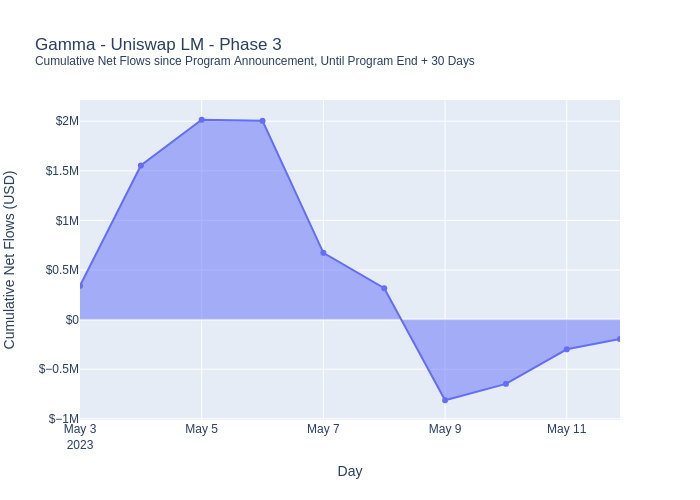 Gamma - Uniswap LM - Phase 3
Cumulative Net Flows since Program Announcement, Until Program End + 30 Days
Cumulative Net Flows (USD)
$2M
$1.5M
$1M
$0.5M
$0
$−0.5M
$−1M
May 3
2023
May 5
May 7
May 9
May 11
Day